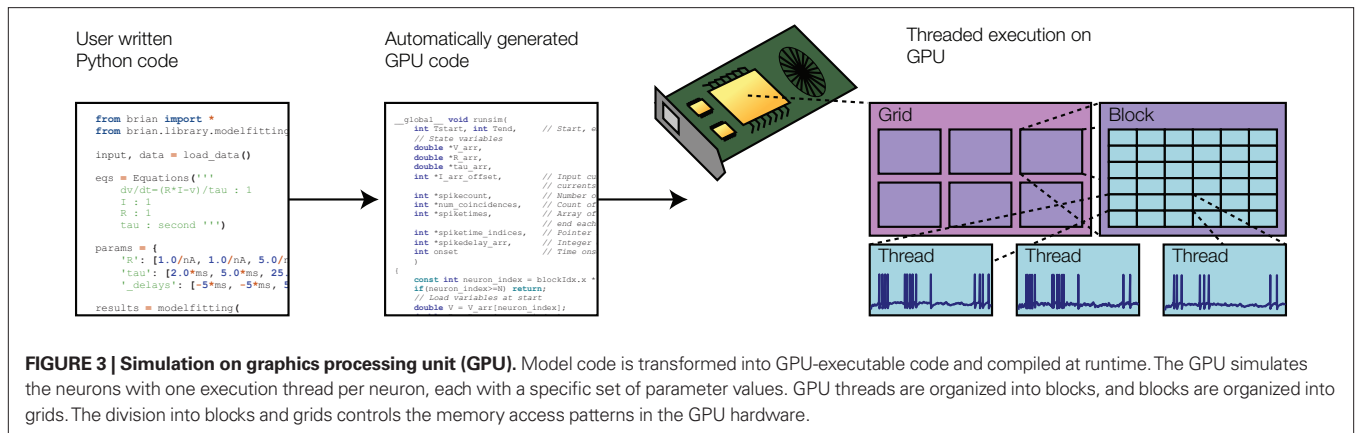 User written
Python code
from brian import *
from brian.library.modelfitting
input, data = load_data()
eqs = Equations('''
dv/dt=(R*I-v)/tau : 1
I : 1
R : 1
tau : second ''')
params = {
'R': [1.0/nA, 1.0/nA, 5.0/n
'tau': [2.0*ms, 5.0*ms, 25.
'_delays': [-5*ms, -5*ms, 5
results = modelfitting(
Automatically generated
GPU code
__global__ void runsim(
int Tstart, int Tend, // Start, e
// State variables
double *V_arr,
double *R_arr,
double *tau_arr,
int *I_arr_offset, // Input cu
// currents
int *spikecount, // Number o
int *num_coincidences, // Count of
int *spiketimes, // Array of
// end each
int *spiketime_indices, // Pointer
int *spikedelay_arr, // Integer
int onset // Time ons
)
{
const int neuron_index = blockIdx.x *
if(neuron_index>=N) return;
// Load variables at start
double V = V_arr[neuron_index];
Threaded execution on
GPU
Grid
Block
Thread
Thread
Thread
FIGURE 3 | Simulation on graphics processing unit (GPU). Model code is transformed into GPU-executable code and compiled at runtime. The GPU simulates
the neurons with one execution thread per neuron, each with a specific set of parameter values. GPU threads are organized into blocks, and blocks are organized into
grids. The division into blocks and grids controls the memory access patterns in the GPU hardware.